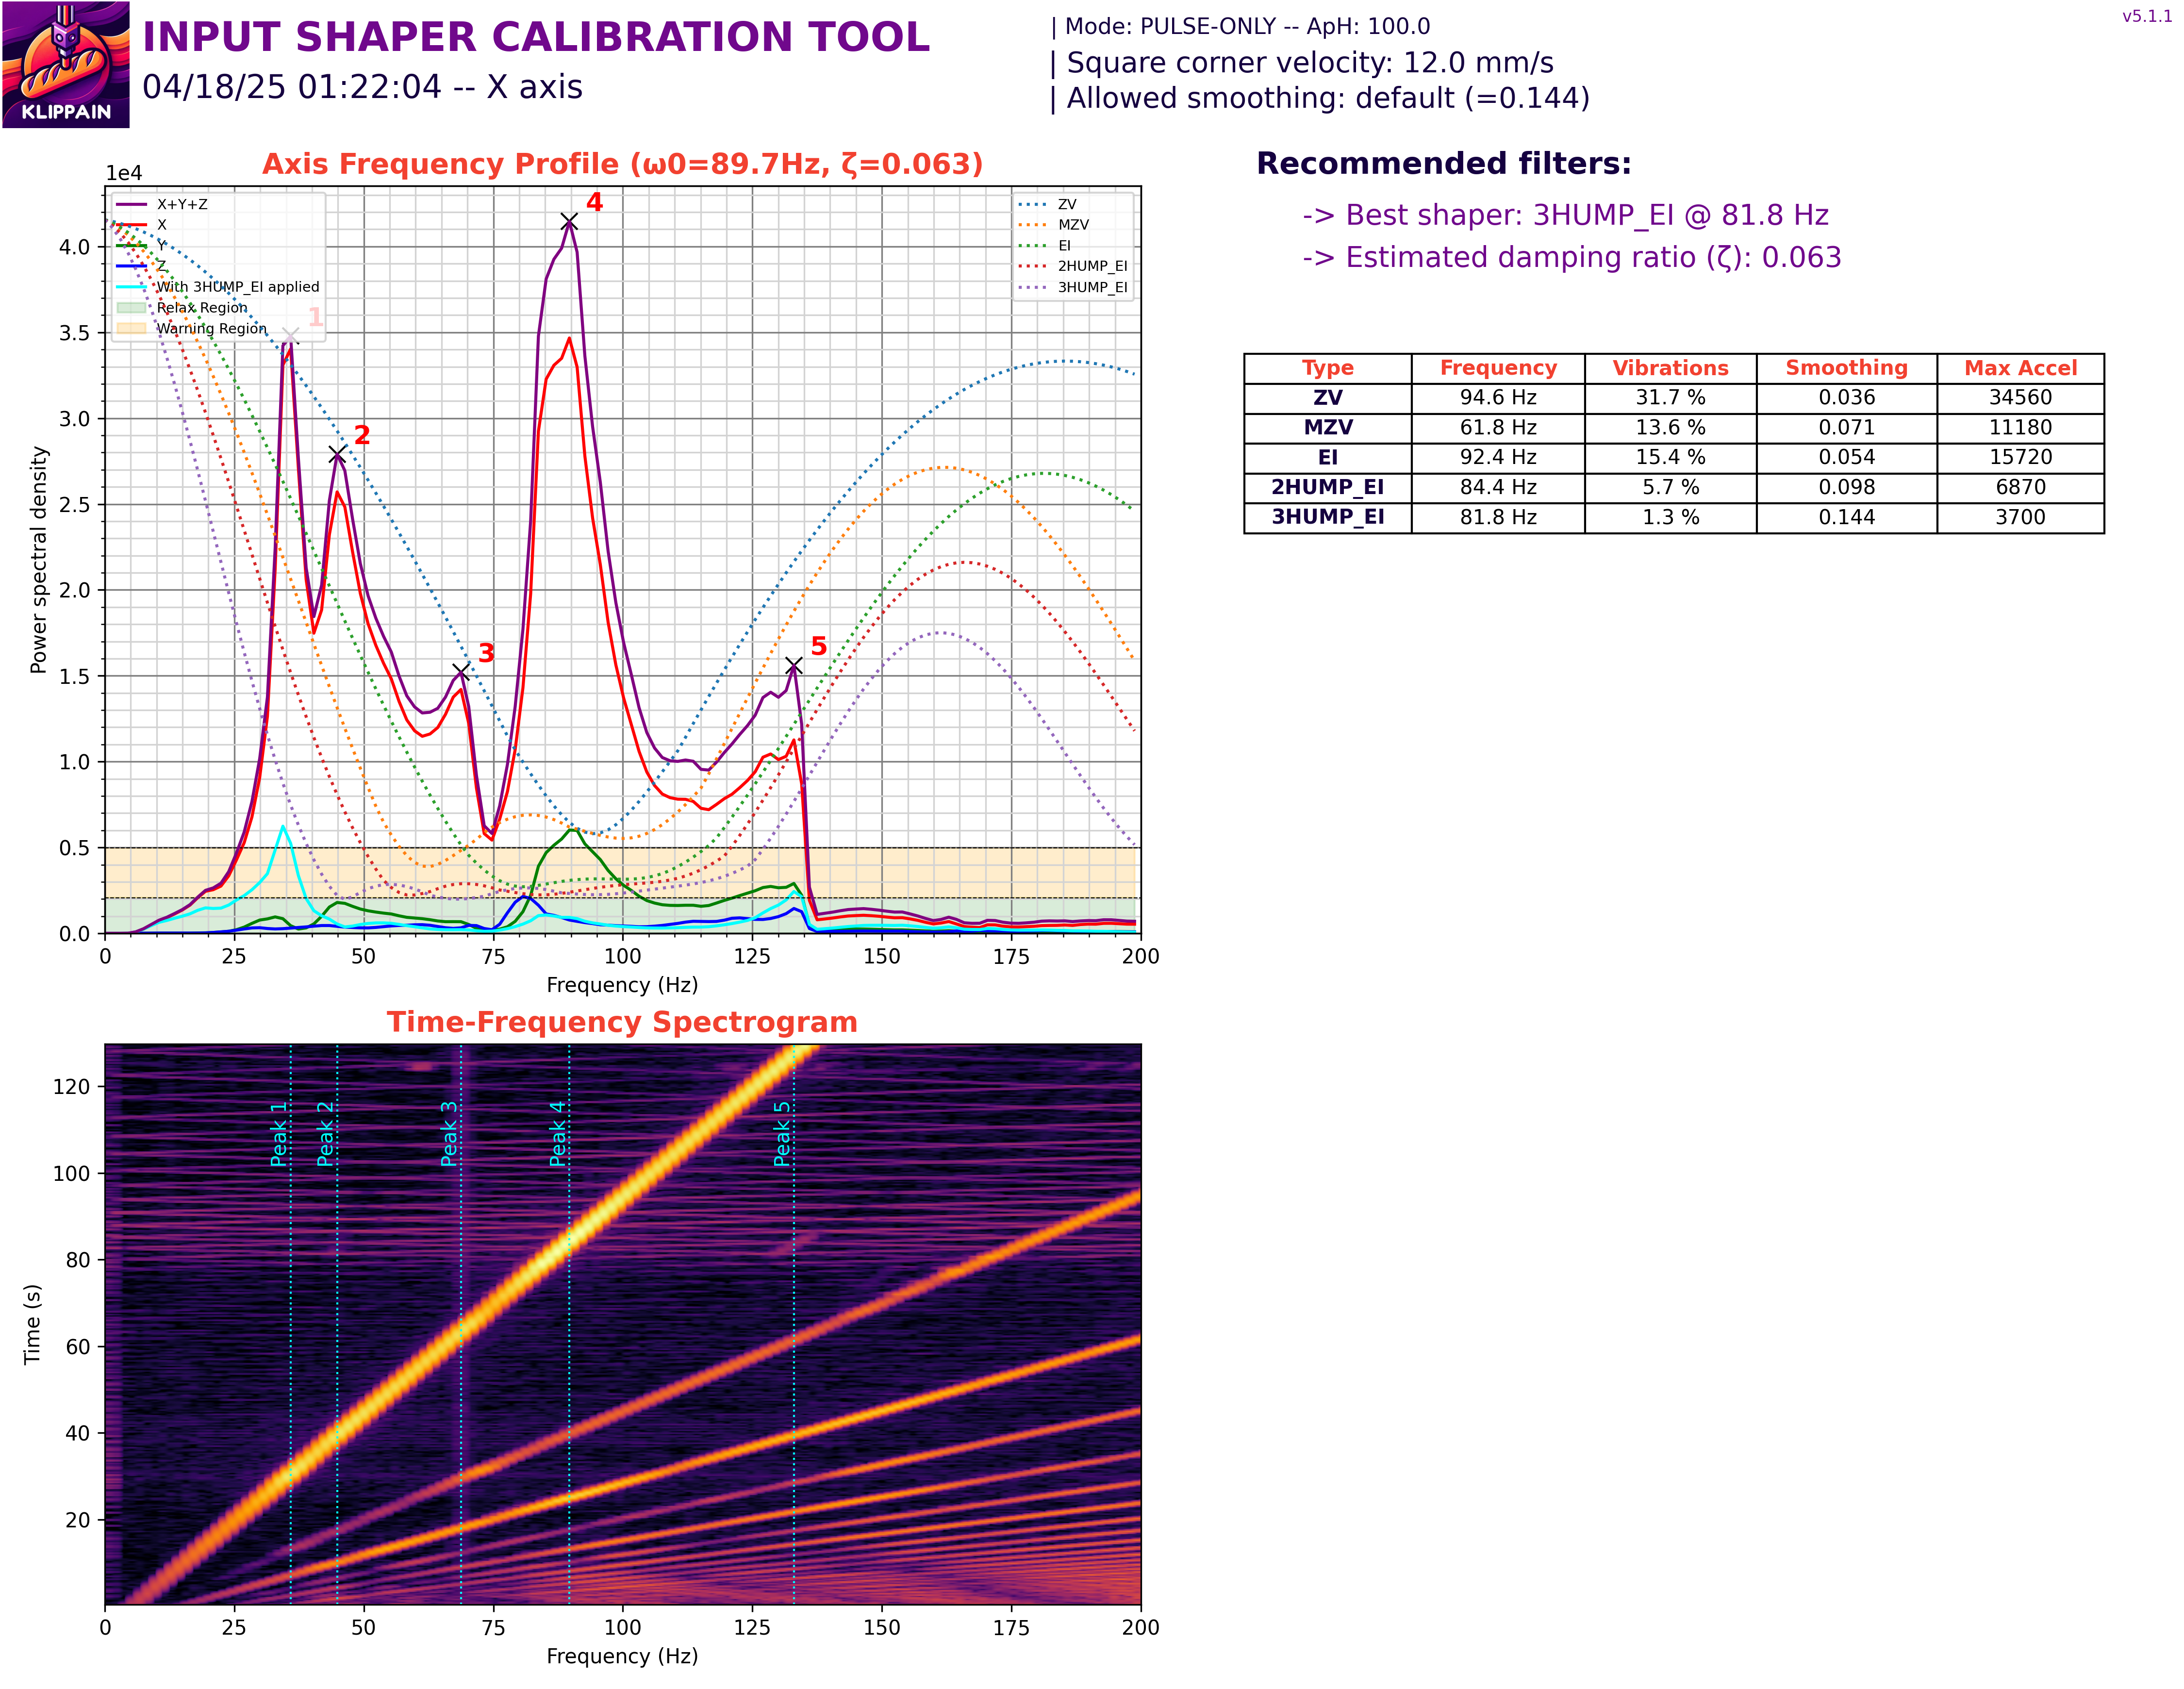 KLIPPAIN
INPUT SHAPER CALIBRATION TOOL
04/18/25 01:22:04 -- X axis
| Mode: PULSE-ONLY -- ApH: 100.0
| Square corner velocity: 12.0 mm/s
| Allowed smoothing: default (=0.144)
v5.1.1
Axis Frequency Profile (ω0=89.7Hz, ζ=0.063)
1e4
X+Y+Z
X
Y
Z
With 3HUMP_EI applied
Relax Region
Warning Region
ZV
MZV
EI
2HUMP_EI
3HUMP_EI
1
2
3
4
5
Power spectral density
4.0
3.5
3.0
2.5
2.0
1.5
1.0
0.5
0.0
0 25 50 75 100 125 150 175 200
Frequency (Hz)
Recommended filters:
-> Best shaper: 3HUMP_EI @ 81.8 Hz
-> Estimated damping ratio (ζ): 0.063
Type Frequency Vibrations Smoothing Max Accel
ZV 94.6 Hz 31.7 % 0.036 34560
MZV 61.8 Hz 13.6 % 0.071 11180
EI 92.4 Hz 15.4 % 0.054 15720
2HUMP_EI 84.4 Hz 5.7 % 0.098 6870
3HUMP_EI 81.8 Hz 1.3 % 0.144 3700
Time-Frequency Spectrogram
Time (s)
120
100
80
60
40
20
Peak 1
Peak 2
Peak 3
Peak 4
Peak 5
0 25 50 75 100 125 150 175 200
Frequency (Hz)